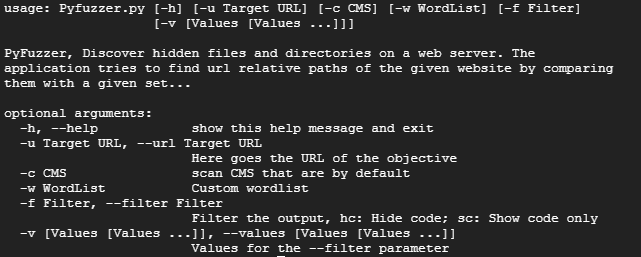 usage: Pyfuzzer.py [-h] [-u Target URL] [-c CMS] [-w WordList] [-f Filter]
                   [-v [Values [Values ...]]]
PyFuzzer, Discover hidden files and directories on a web server. The
application tries to find url relative paths of the given website by comparing
them with a given set...
optional arguments:
  -h, --help            show this help message and exit
  -u Target URL, --url Target URL
                        Here goes the URL of the objective
  -c CMS                scan CMS that are by default
  -w WordList           Custom wordlist
  -f Filter, --filter Filter
                        Filter the output, hc: Hide code; sc: Show code only
  -v [Values [Values ...]], --values [Values [Values ...]]
                        Values for the --filter parameter